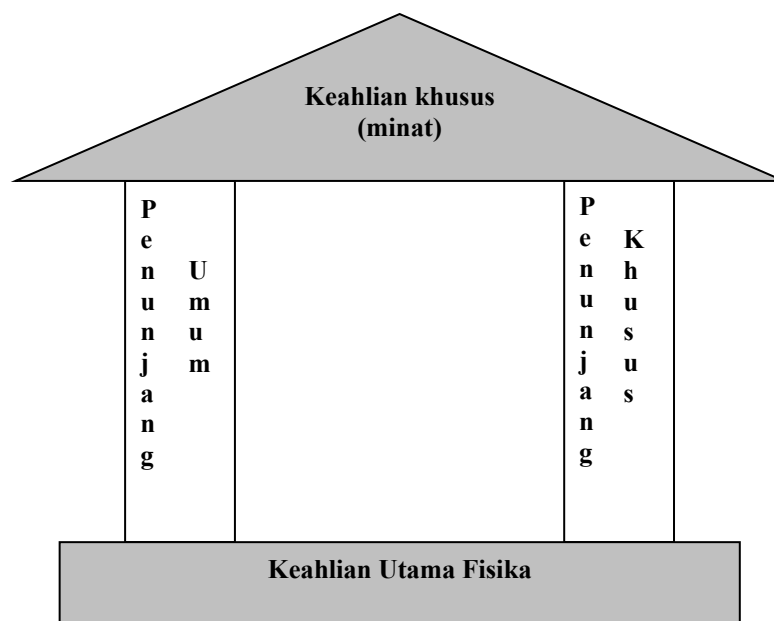 Keahlian khusus
(minat)
Penunjang
Umum
Penunjang
Khusus
Keahlian Utama Fisika